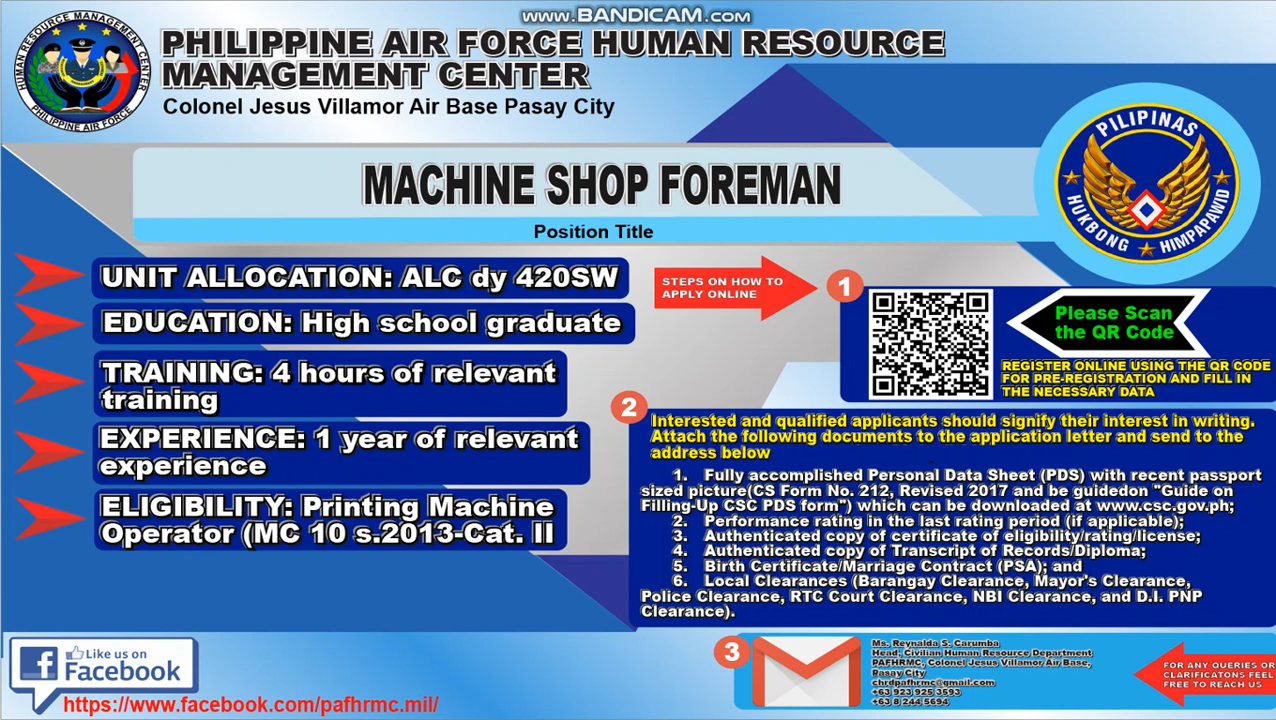 www.BANDICAM.com
PHILIPPINE AIR FORCE HUMAN RESOURCE
MANAGEMENT CENTER
Colonel Jesus Villamor Air Base Pasay City
HUMAN RESOURCE MANAGEMENT CENTER
PHILIPPINE AIR FORCE
MACHINE SHOP FOREMAN
Position Title
PILIPINAS
HUKBONG HIMPAPAWID
UNIT ALLOCATION: ALC dy 420SW
EDUCATION: High school graduate
TRAINING: 4 hours of relevant
training
EXPERIENCE: 1 year of relevant
experience
ELIGIBILITY: Printing Machine
Operator (MC 10 s.2013-Cat. II
STEPS ON HOW TO
APPLY ONLINE
1
Please Scan
the QR Code
REGISTER ONLINE USING THE QR CODE
FOR PRE-REGISTRATION AND FILL IN
THE NECESSARY DATA
2
Interested and qualified applicants should signify their interest in writing.
Attach the following documents to the application letter and send to the
address below
1. Fully accomplished Personal Data Sheet (PDS) with recent passport
sized picture(CS Form No. 212, Revised 2017 and be guidedon "Guide on
Filling-Up CSC PDS form") which can be downloaded at www.csc.gov.ph;
2. Performance rating in the last rating period (if applicable);
3. Authenticated copy of certificate of eligibility/rating/license;
4. Authenticated copy of Transcript of Records/Diploma;
5. Birth Certificate/Marriage Contract (PSA); and
6. Local Clearances (Barangay Clearance, Mayor's Clearance,
Police Clearance, RTC Court Clearance, NBI Clearance, and D.I. PNP
Clearance).
3
Ms. Reynalda S. Carumba
Head, Civilian Human Resource Department
PAFHRMC, Colonel Jesus Villamor Air Base,
Pasay City
chrdpafhrmc@gmail.com
+63 923 925 3593
+63 8 244 5694
FOR ANY QUERIES OR
CLARIFICATONS FEEL
FREE TO REACH US
Like us on
Facebook
https://www.facebook.com/pafhrmc.mil/